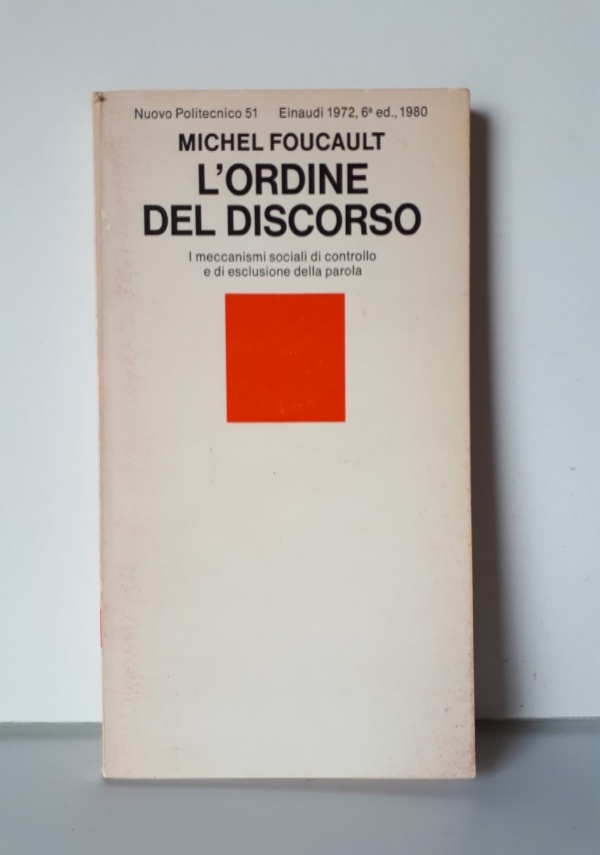 Nuovo Politecnico 51 Einaudi 1972, 6ª ed., 1980
MICHEL FOUCAULT
L'ORDINE
DEL DISCORSO
I meccanismi sociali di controllo
e di esclusione della parola